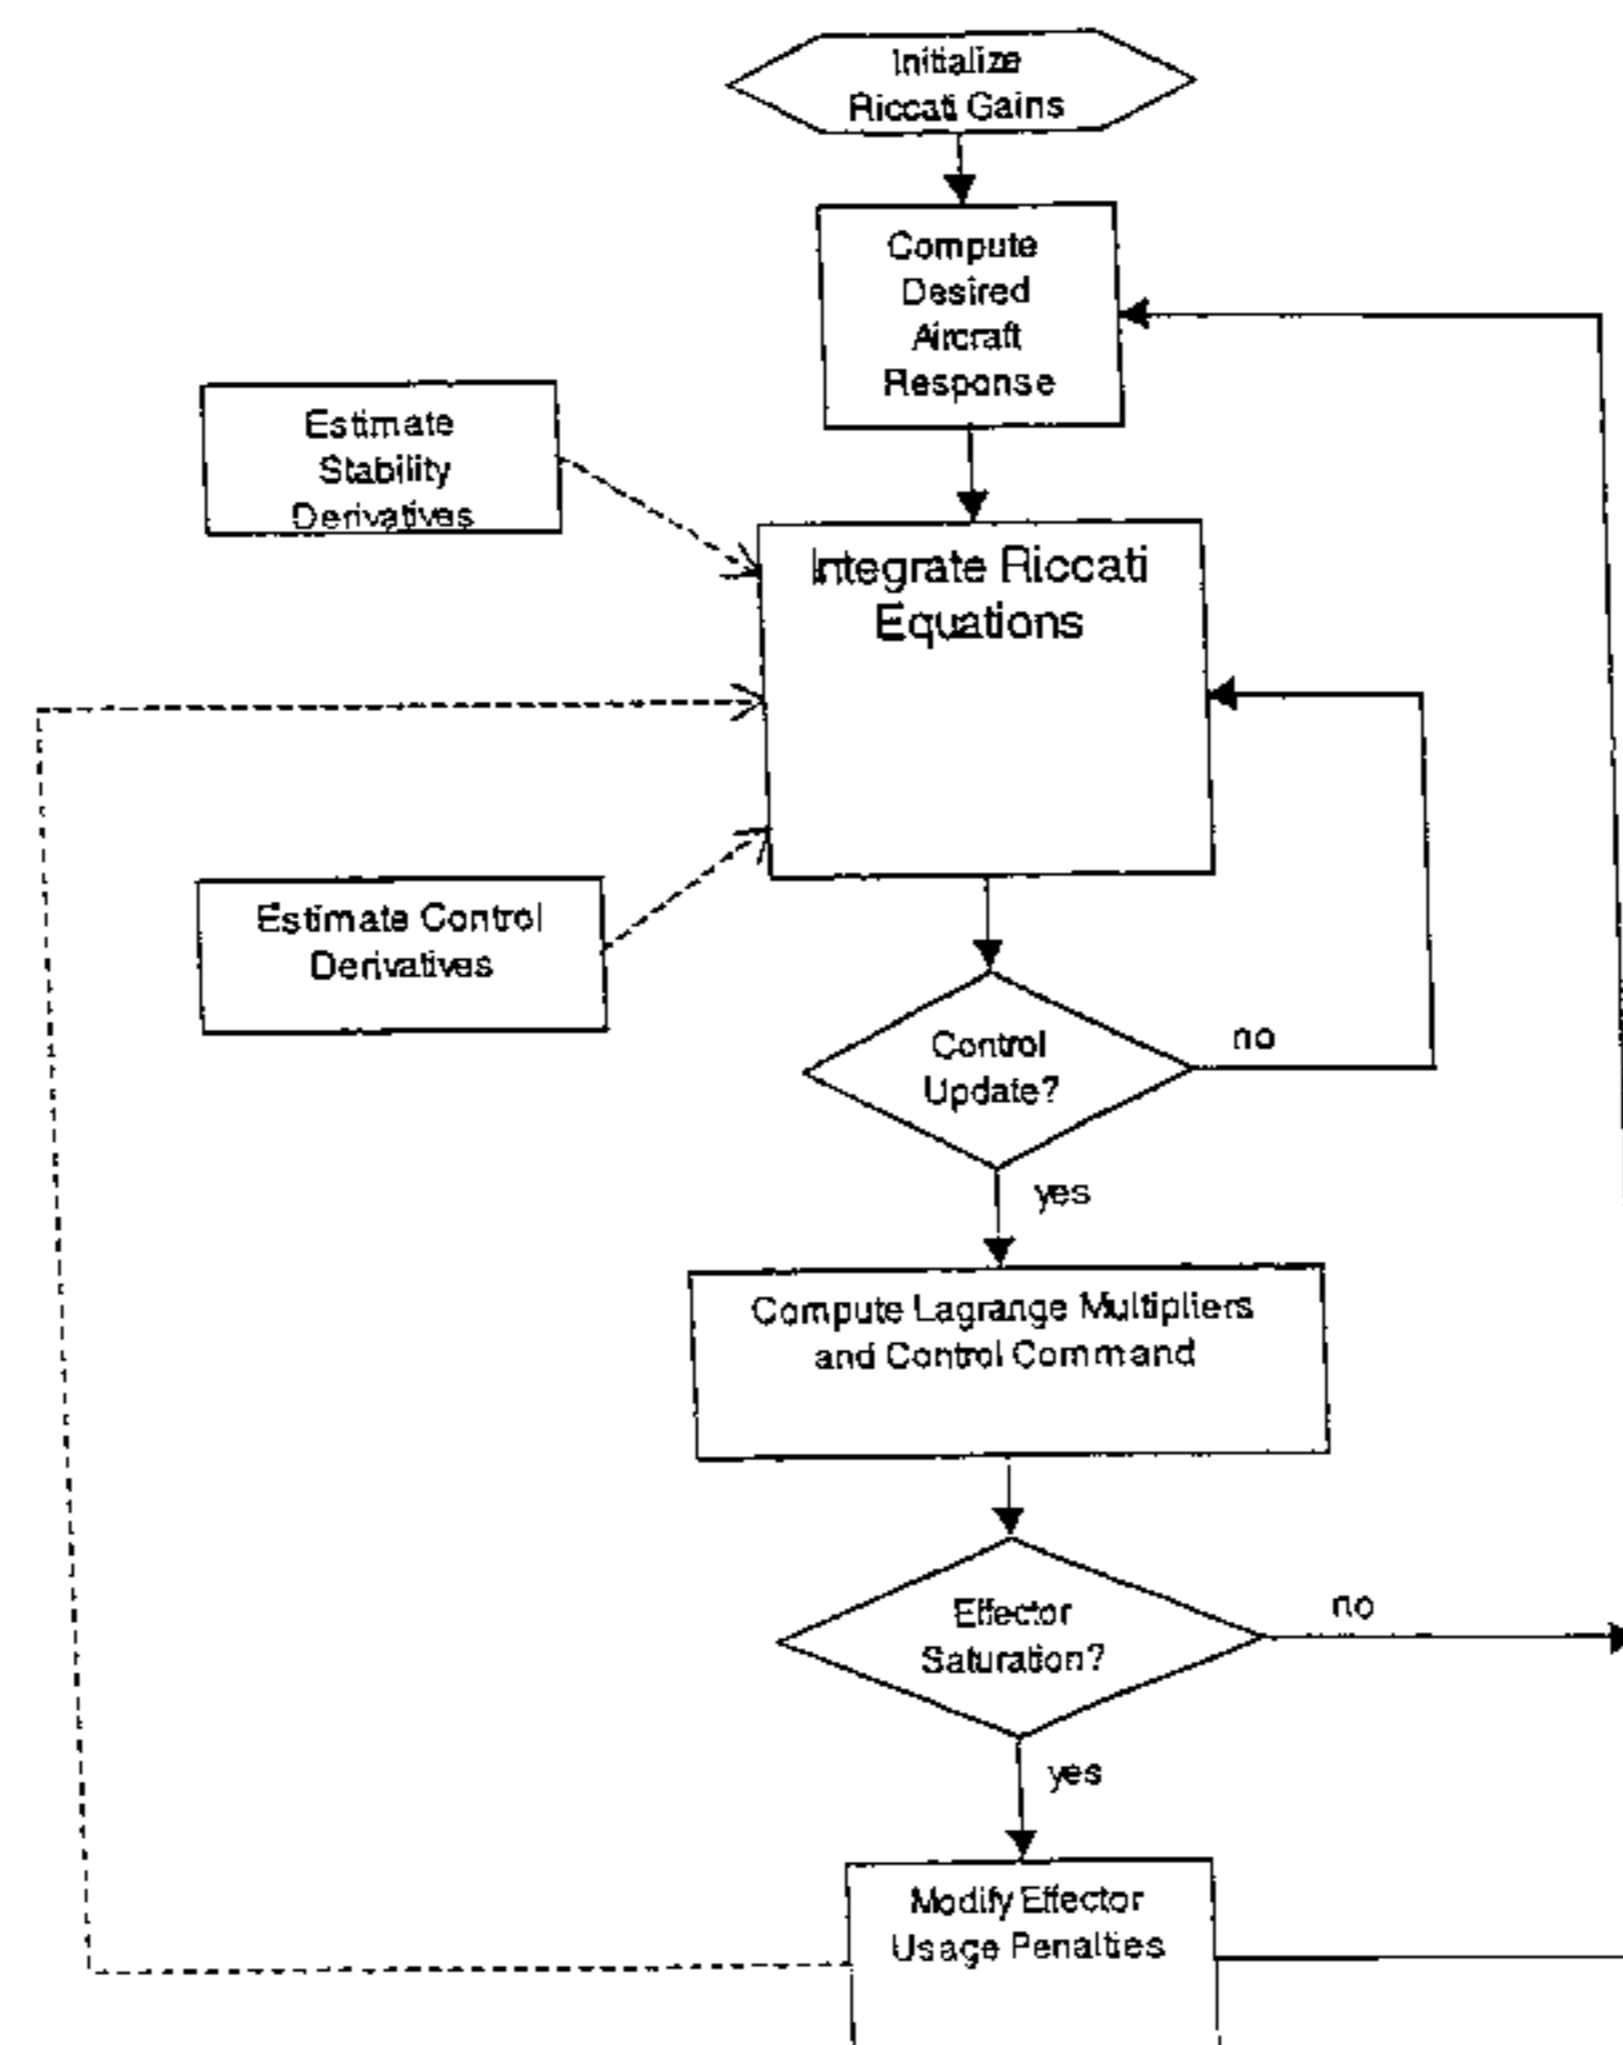 Initialize
Riccati Gains
Compute
Desired
Aircraft
Response
Estimate
Stability
Derivatives
Integrate Riccati
Equations
Estimate Control
Derivatives
Control
Update?
no
yes
Compute Lagrange Multipliers
and Control Command
Effector
Saturation?
no
yes
Modify Effector
Usage Penalties